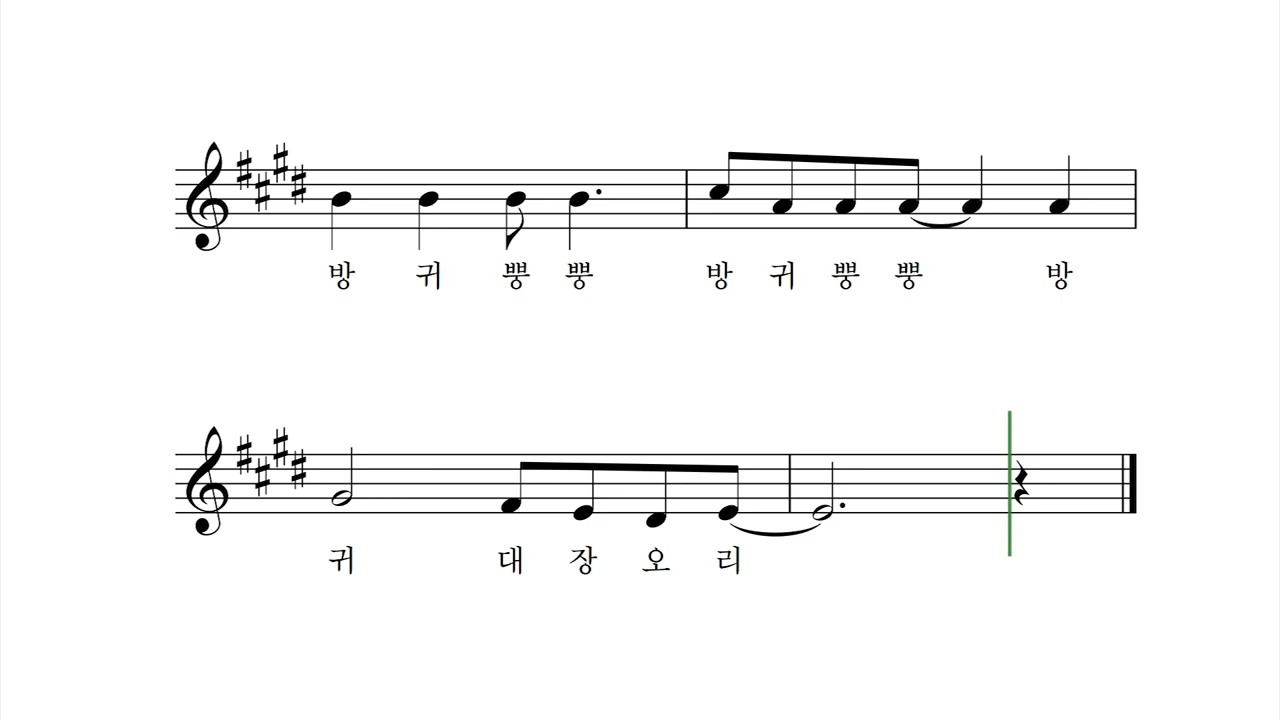 방 귀 뿡 뿡 방 귀 뿡 뿡 방
귀 대 장 오 리